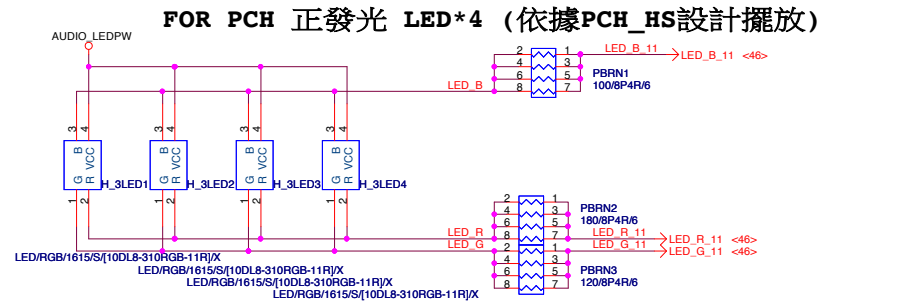 FOR PCH 正發光 LED*4 (依據PCH_HS設計擺放)
AUDIO_LEDPW
2 1 LED_B_11 LED_B_11 <46>
4 3
6 5 PBRN1
LED_B 8 7 100/8P4R/6
3 4 3 4 3 4 3 4
B VCC B VCC B VCC B VCC
G R G R G R G R
H_3LED1 H_3LED2 H_3LED3 H_3LED4
1 2 1 2 1 2 1 2
2 1
4 3 PBRN2
6 5 180/8P4R/6
LED_R 8 7 LED_R_11 LED_R_11 <46>
LED_G 2 1 LED_G_11 LED_G_11 <46>
4 3
6 5 PBRN3
8 7 120/8P4R/6
LED/RGB/1615/S/[10DL8-310RGB-11R]/X
LED/RGB/1615/S/[10DL8-310RGB-11R]/X
LED/RGB/1615/S/[10DL8-310RGB-11R]/X
LED/RGB/1615/S/[10DL8-310RGB-11R]/X